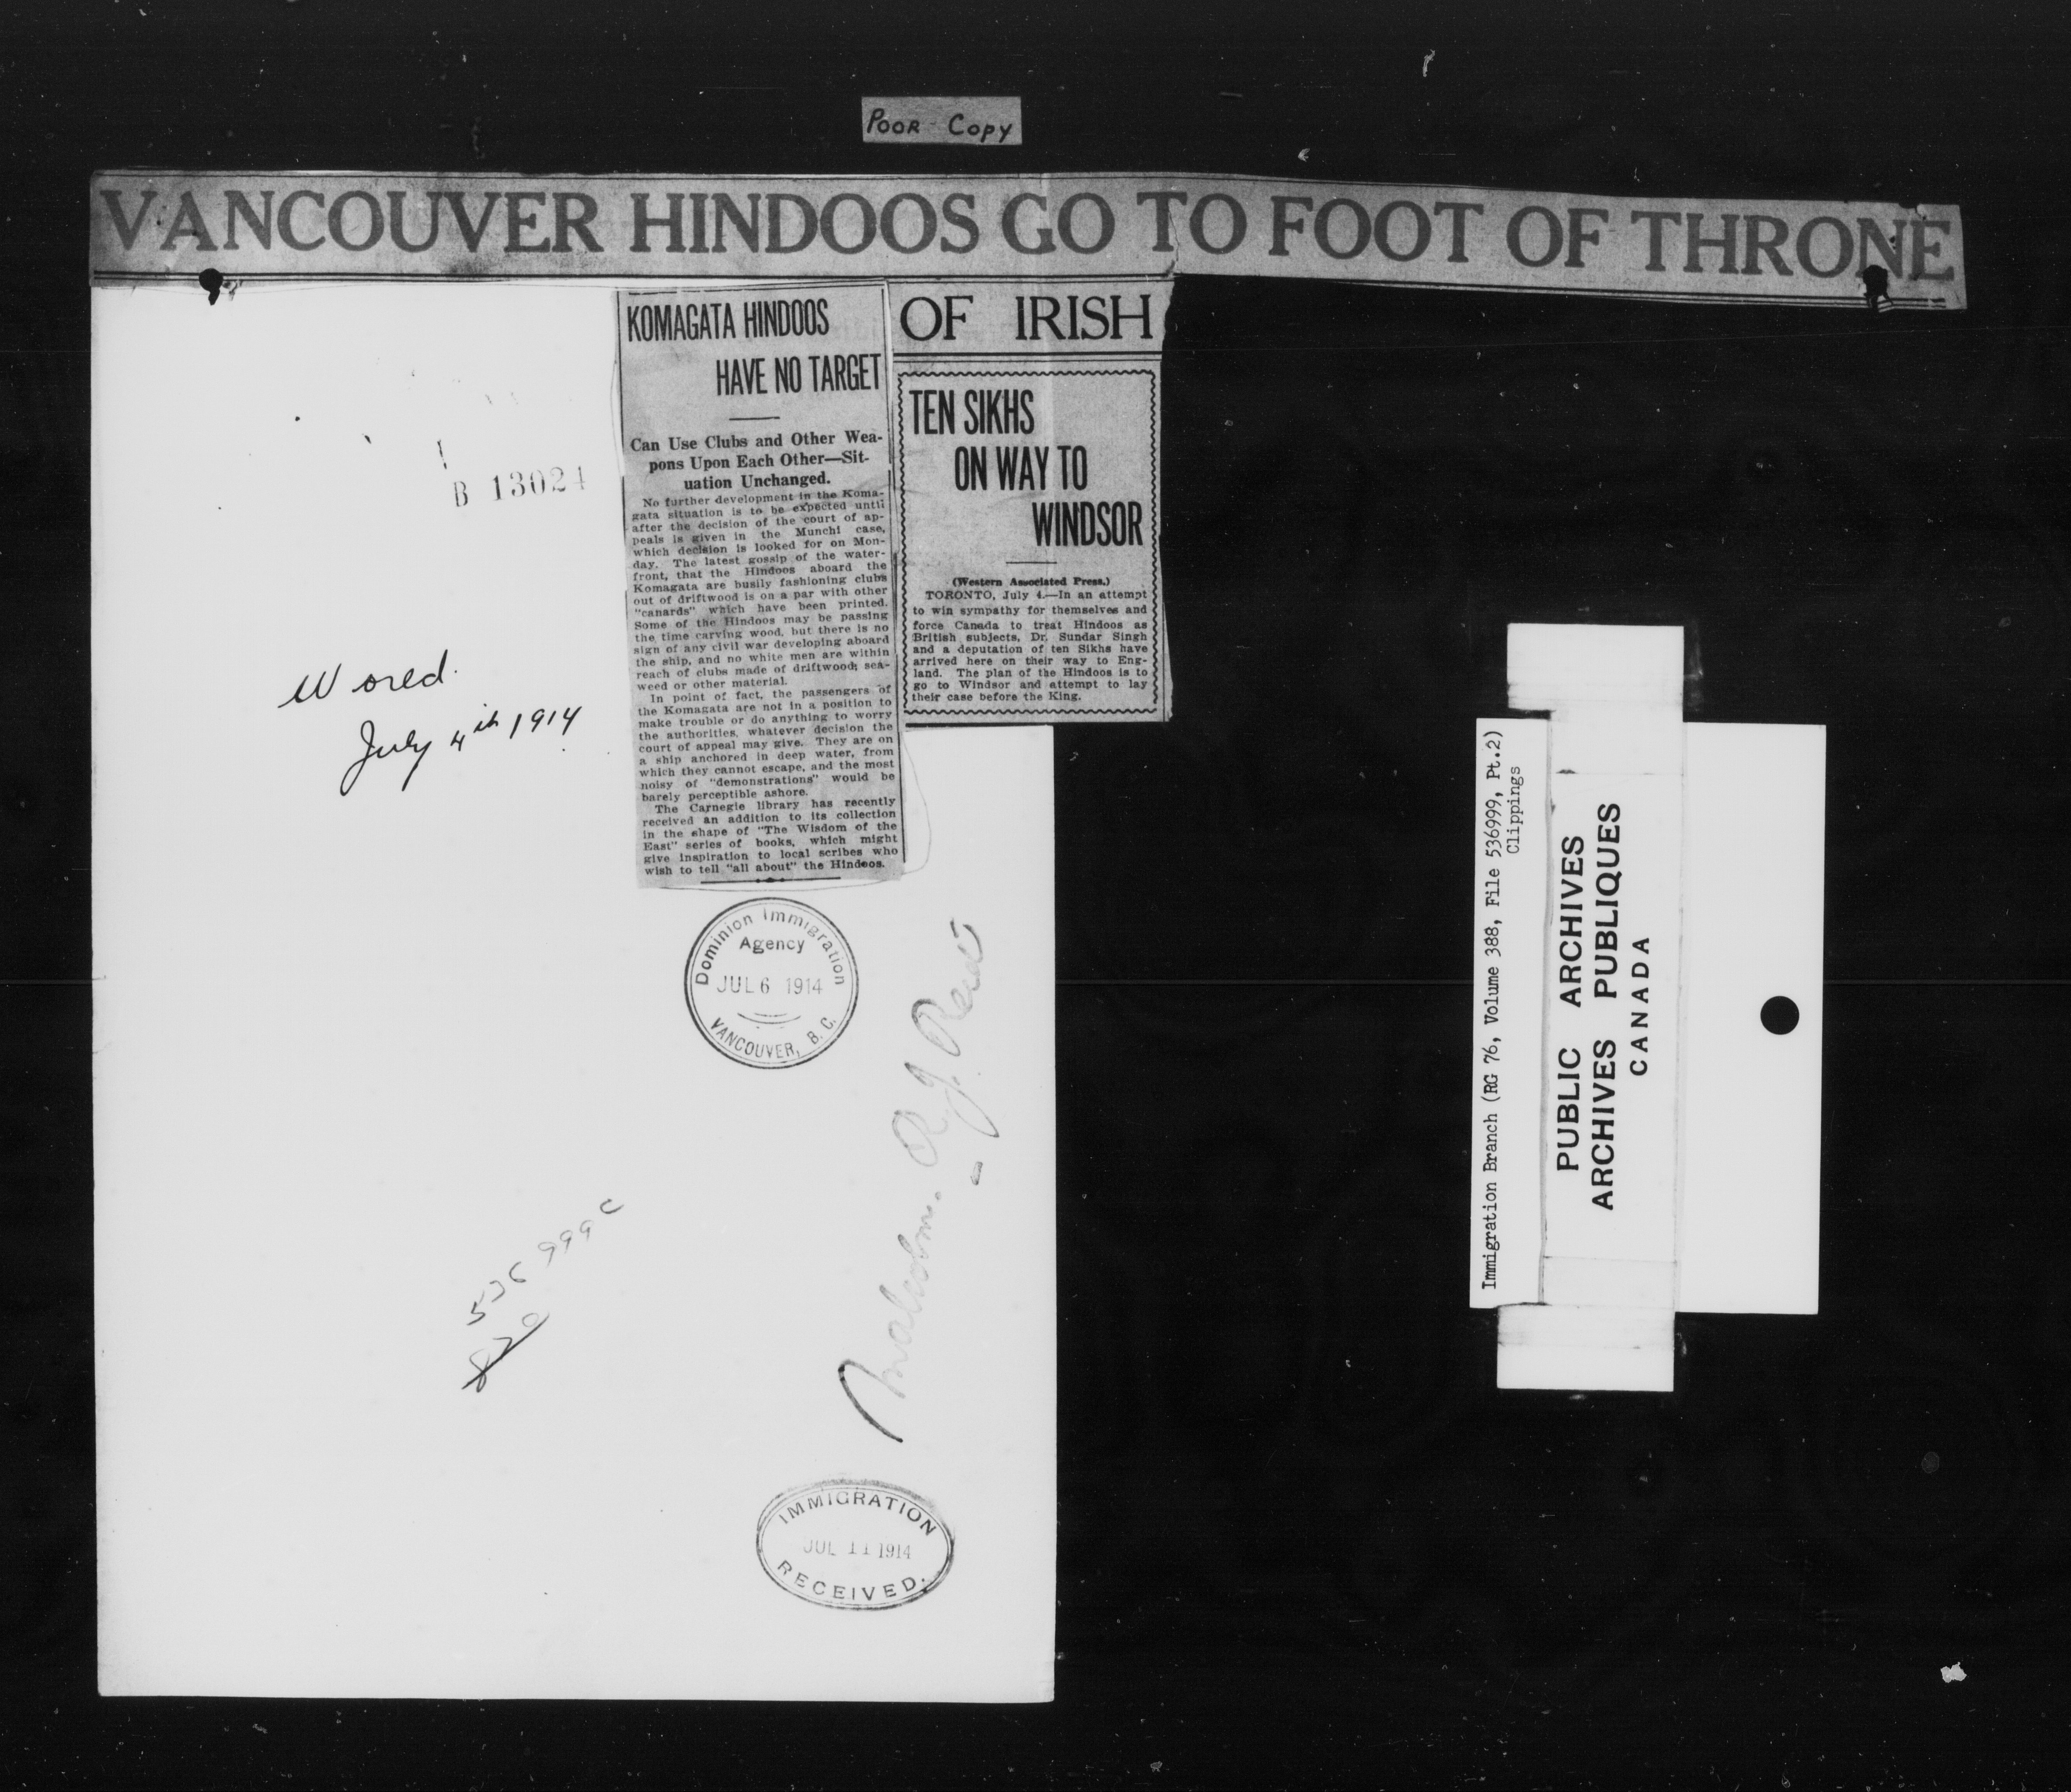 POOR COPY
VANCOUVER HINDOOS GO TO FOOT OF THRONE
KOMAGATA HINDOOS
HAVE NO TARGET
Can Use Clubs and Other Wea-
pons Upon Each Other—Sit-
uation Unchanged.
No further development in the Koma-
gata situation is to be expected until
after the decision of the court of ap-
peals is given in the Munchi case,
which decision is looked for on Mon-
day. The latest gossip of the water-
front, that the Hindoos aboard the
Komagata are busily fashioning clubs
out of driftwood is on a par with other
"canards" which have been printed.
Some of the Hindoos may be passing
the time carving wood, but there is no
sign of any civil war developing aboard
the ship, and no white men are within
reach of clubs made of driftwood, sea-
weed or other material.
In point of fact, the passengers of
the Komagata are not in a position to
make trouble or do anything to worry
the authorities, whatever decision the
court of appeal may give. They are on
a ship anchored in deep water, from
which they cannot escape, and the most
noisy of "demonstrations" would be
barely perceptible ashore.
The Carnegie library has recently
received an addition to its collection
in the shape of "The Wisdom of the
East" series of books, which might
give inspiration to local scribes who
wish to tell "all about" the Hindoos.
OF IRISH
TEN SIKHS
ON WAY TO
WINDSOR
(Western Associated Press.)
TORONTO, July 4.—In an attempt
to win sympathy for themselves and
force Canada to treat Hindoos as
British subjects, Dr. Sundar Singh
and a deputation of ten Sikhs have
arrived here on their way to Eng-
land. The plan of the Hindoos is to
go to Windsor and attempt to lay
their case before the King.
B 13024
World.
July 4th 1914
Dominion Immigration
Agency
JUL 6 1914
VANCOUVER, B. C.
Malcolm. R. J. Reid
536999 C
IMMIGRATION
JUL 11 1914
RECEIVED.
Immigration Branch (RG 76, Volume 388, File 536999, Pt.2)
Clippings
PUBLIC ARCHIVES
ARCHIVES PUBLIQUES
CANADA